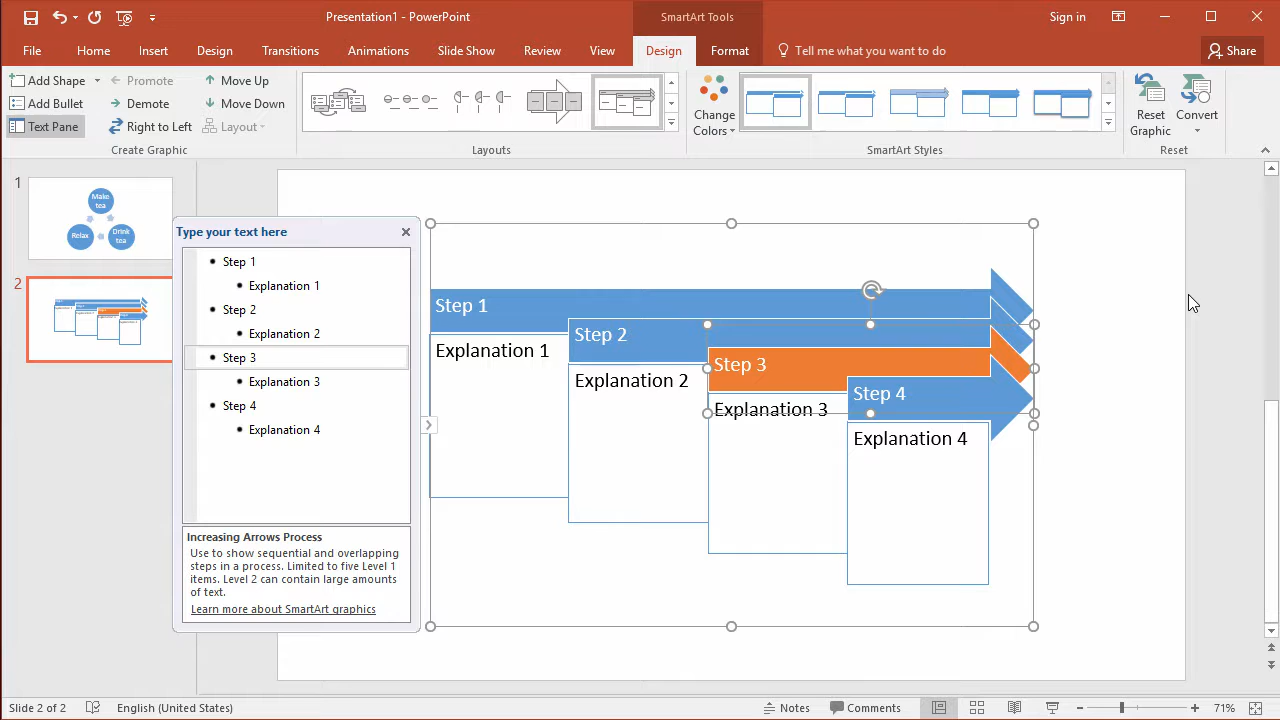 Presentation1 - PowerPoint
SmartArt Tools
Sign in
File
Home
Insert
Design
Transitions
Animations
Slide Show
Review
View
Design
Format
Tell me what you want to do
Share
Add Shape
Promote
Move Up
Add Bullet
Demote
Move Down
Text Pane
Right to Left
Layout
Create Graphic
Layouts
Change
Colors
SmartArt Styles
Reset
Graphic
Convert
Reset
1
Make
tea
Relax
Drink
tea
2
Type your text here
Step 1
Explanation 1
Step 2
Explanation 2
Step 3
Explanation 3
Step 4
Explanation 4
Increasing Arrows Process
Use to show sequential and overlapping
steps in a process. Limited to five Level 1
items. Level 2 can contain large amounts
of text.
Learn more about SmartArt graphics
Step 1
Explanation 1
Step 2
Explanation 2
Step 3
Explanation 3
Step 4
Explanation 4
Slide 2 of 2
English (United States)
Notes
Comments
71%